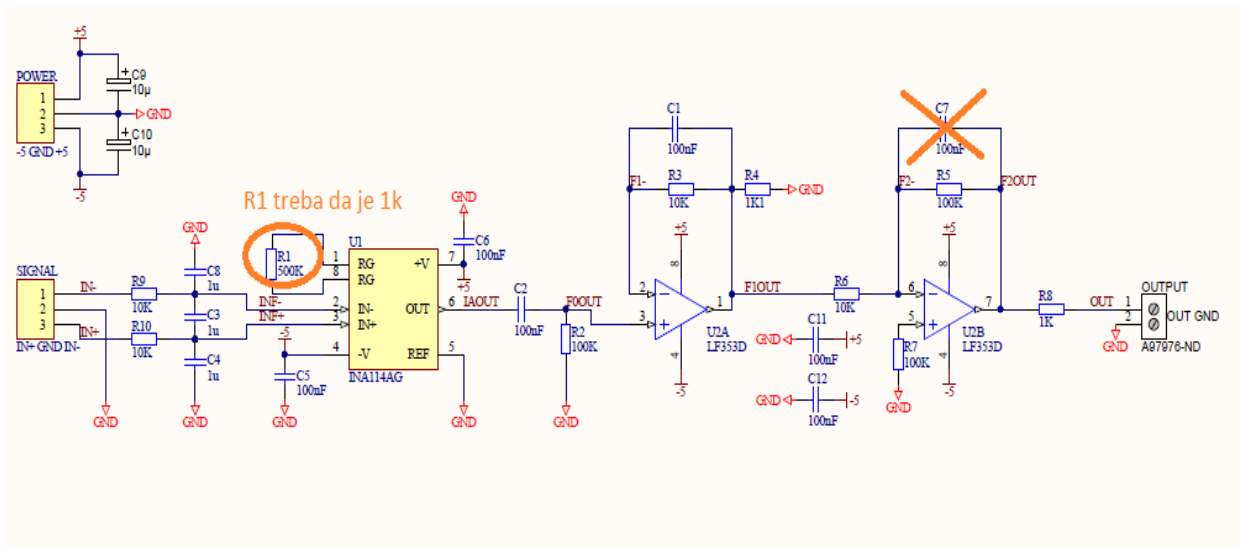 +5
POWER
1
2
3
-5 GND +5
C9
10µ
GND
C10
10µ
-5
R1 treba da je 1k
SIGNAL
1
2
3
IN+ GND IN-
IN-
IN+
GND
R9
10K
R10
10K
GND
C8
1u
C3
1u
C4
1u
GND
R1
500K
INF-
INF+
-5
C5
100nF
GND
U1
1 RG +V 7
8 RG
2 IN- OUT 6
3 IN+
4 -V REF 5
INA114AG
GND
C6
100nF
+5
IAOUT
GND
C2
100nF
F0OUT
R2
100K
GND
C1
100nF
F1-
R3
10K
R4
1K1
GND
+5
8
2
3
1
4
-5
U2A
LF353D
F1OUT
R6
10K
GND
C11
100nF
+5
GND
C12
100nF
-5
C7
100nF
F2-
R5
100K
F2OUT
+5
8
6
5
7
4
-5
U2B
LF353D
R7
100K
GND
R8
1K
OUT
GND
OUTPUT
1
2
OUT GND
A97976-ND